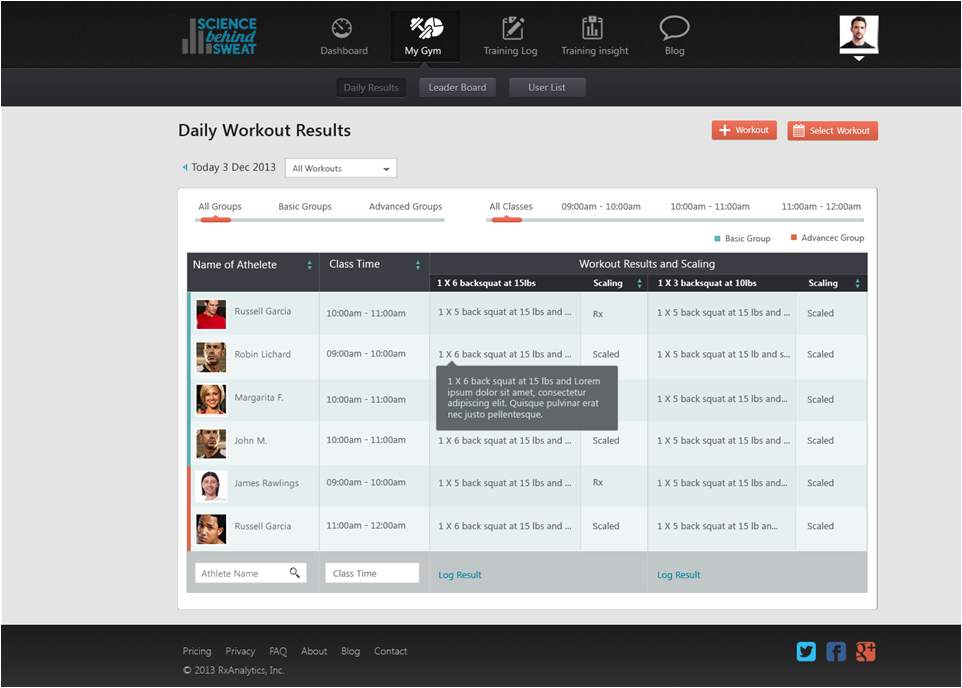 SCIENCE
behind
SWEAT
Dashboard
My Gym
Training Log
Training insight
Blog
Daily Results
Leader Board
User List
Daily Workout Results
Workout
Select Workout
Today 3 Dec 2013
All Workouts
All Groups Basic Groups Advanced Groups
All Classes 09:00am - 10:00am 10:00am - 11:00am 11:00am - 12:00am
Basic Group Advancec Group
Name of Athelete Class Time Workout Results and Scaling
1 X 6 backsquat at 15lbs Scaling 1 X 3 backsquat at 10lbs Scaling
Russell Garcia 10:00am - 11:00am 1 X 5 back squat at 15 lbs and ... Rx 1 X 5 back squat at 15 lbs and ... Scaled
Robin Lichard 09:00am - 10:00am 1 X 6 back squat at 15 lbs and ... Scaled 1 X 5 back squat at 15 lb and s... Scaled
1 X 6 back squat at 15 lbs and Lorem
ipsum dolor sit amet, consectetur
adipiscing elit. Quisque pulvinar erat
nec justo pellentesque.
Margarita F. 10:00am - 11:00am 1 X 5 back squat at 15 lbs and... Scaled
John M. 10:00am - 11:00am 1 X 6 back squat at 15 lbs and ... Scaled 1 X 5 back squat at 15 lbs and... Scaled
James Rawlings 09:00am - 10:00am 1 X 5 back squat at 15 lbs and ... Rx 1 X 5 back squat at 15 lbs and... Scaled
Russell Garcia 11:00am - 12:00am 1 X 6 back squat at 15 lbs and ... Scaled 1 X 5 back squat at 15 lb an... Scaled
Athlete Name Class Time Log Result Log Result
Pricing Privacy FAQ About Blog Contact
© 2013 RxAnalytics, Inc.